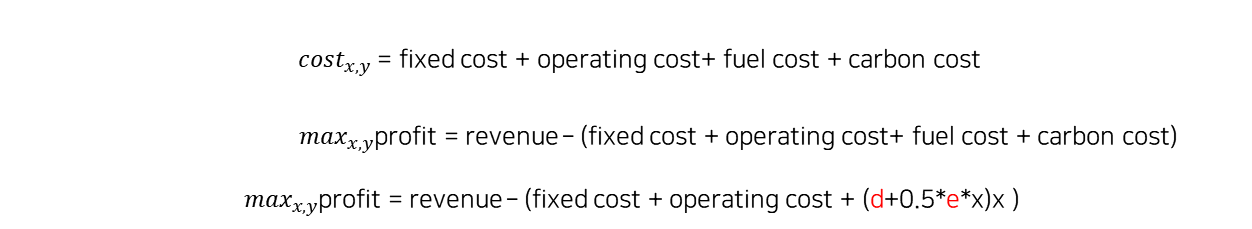 cost_{x,y} = fixed cost + operating cost+ fuel cost + carbon cost
max_{x,y}profit = revenue− (fixed cost + operating cost+ fuel cost + carbon cost)
max_{x,y}profit = revenue− (fixed cost + operating cost + (d+0.5*e*x)x )